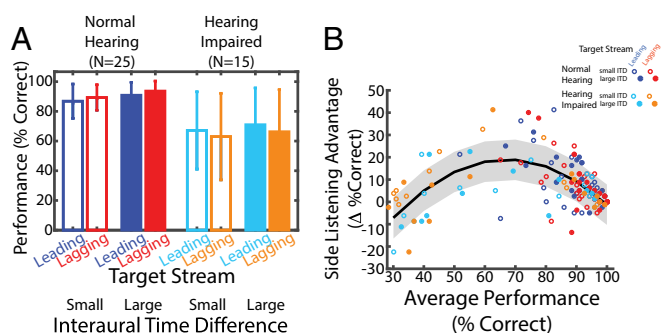 A
Normal Hearing (N=25)
Hearing Impaired (N=15)
Performance (% Correct)
100
80
60
40
20
0
Leading
Lagging
Leading
Lagging
Leading
Lagging
Leading
Lagging
Target Stream
Small
Large
Small
Large
Interaural Time Difference
B
Target Stream
Leading
Lagging
Normal Hearing
small ITD
large ITD
Hearing Impaired
small ITD
large ITD
Side Listening Advantage
(Δ %Correct)
50
40
30
20
10
0
-10
-20
-30
30 40 50 60 70 80 90 100
Average Performance
(% Correct)